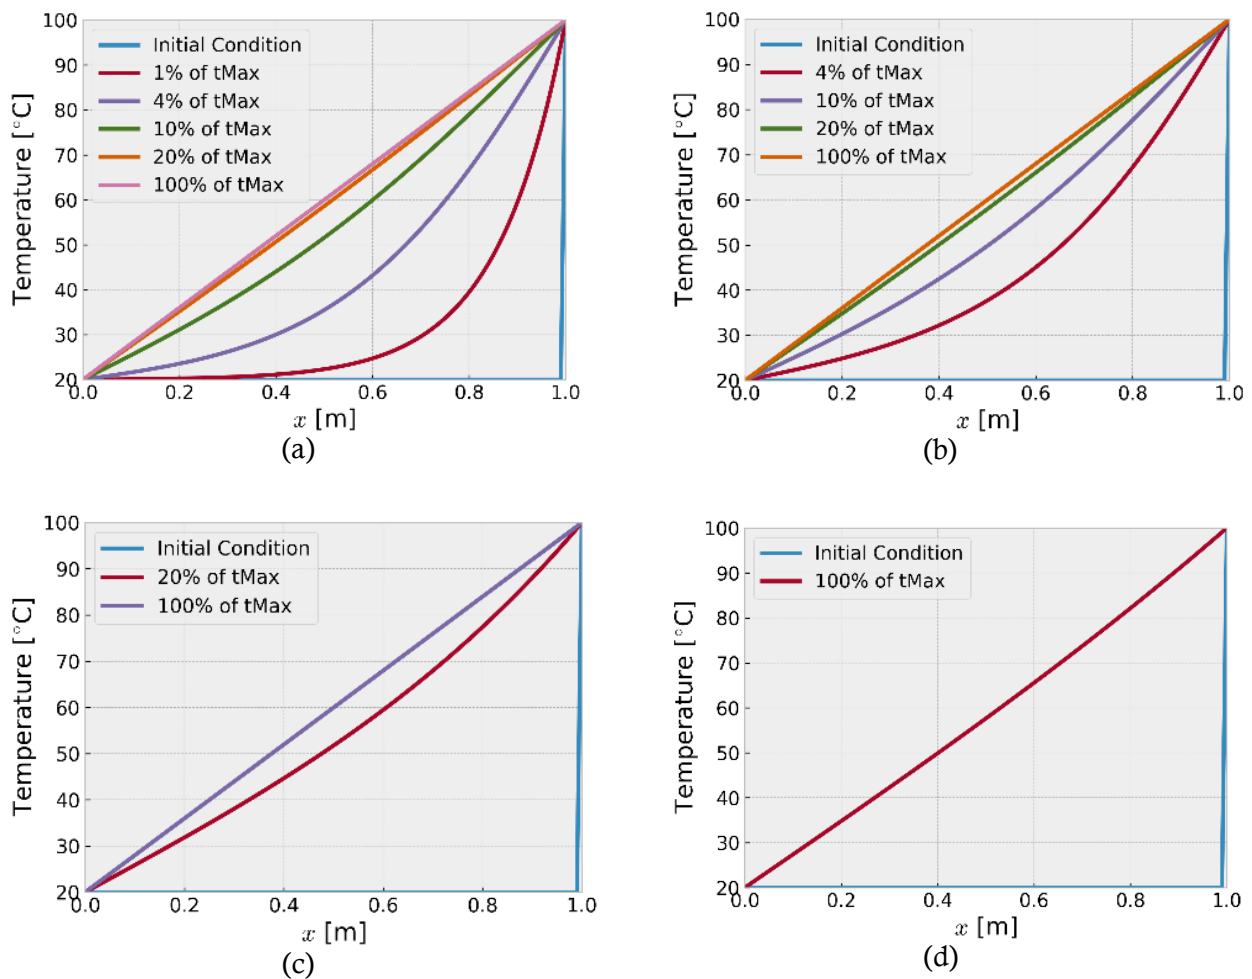 100
90
80
70
60
50
40
30
20
Temperature [°C]
Initial Condition
1% of tMax
4% of tMax
10% of tMax
20% of tMax
100% of tMax
0.0 0.2 0.4 0.6 0.8 1.0
x [m]
(a)
100
90
80
70
60
50
40
30
20
Temperature [°C]
Initial Condition
4% of tMax
10% of tMax
20% of tMax
100% of tMax
0.0 0.2 0.4 0.6 0.8 1.0
x [m]
(b)
100
90
80
70
60
50
40
30
20
Temperature [°C]
Initial Condition
20% of tMax
100% of tMax
0.0 0.2 0.4 0.6 0.8 1.0
x [m]
(c)
100
90
80
70
60
50
40
30
20
Temperature [°C]
Initial Condition
100% of tMax
0.0 0.2 0.4 0.6 0.8 1.0
x [m]
(d)